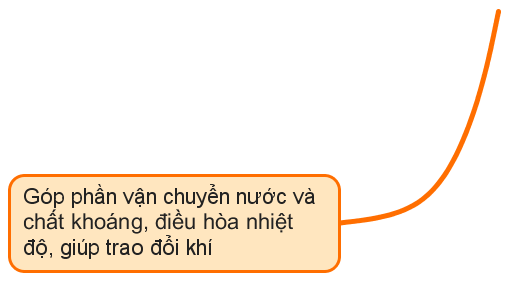 Góp phần vận chuyển nước và
chất khoáng, điều hòa nhiệt
độ, giúp trao đổi khí